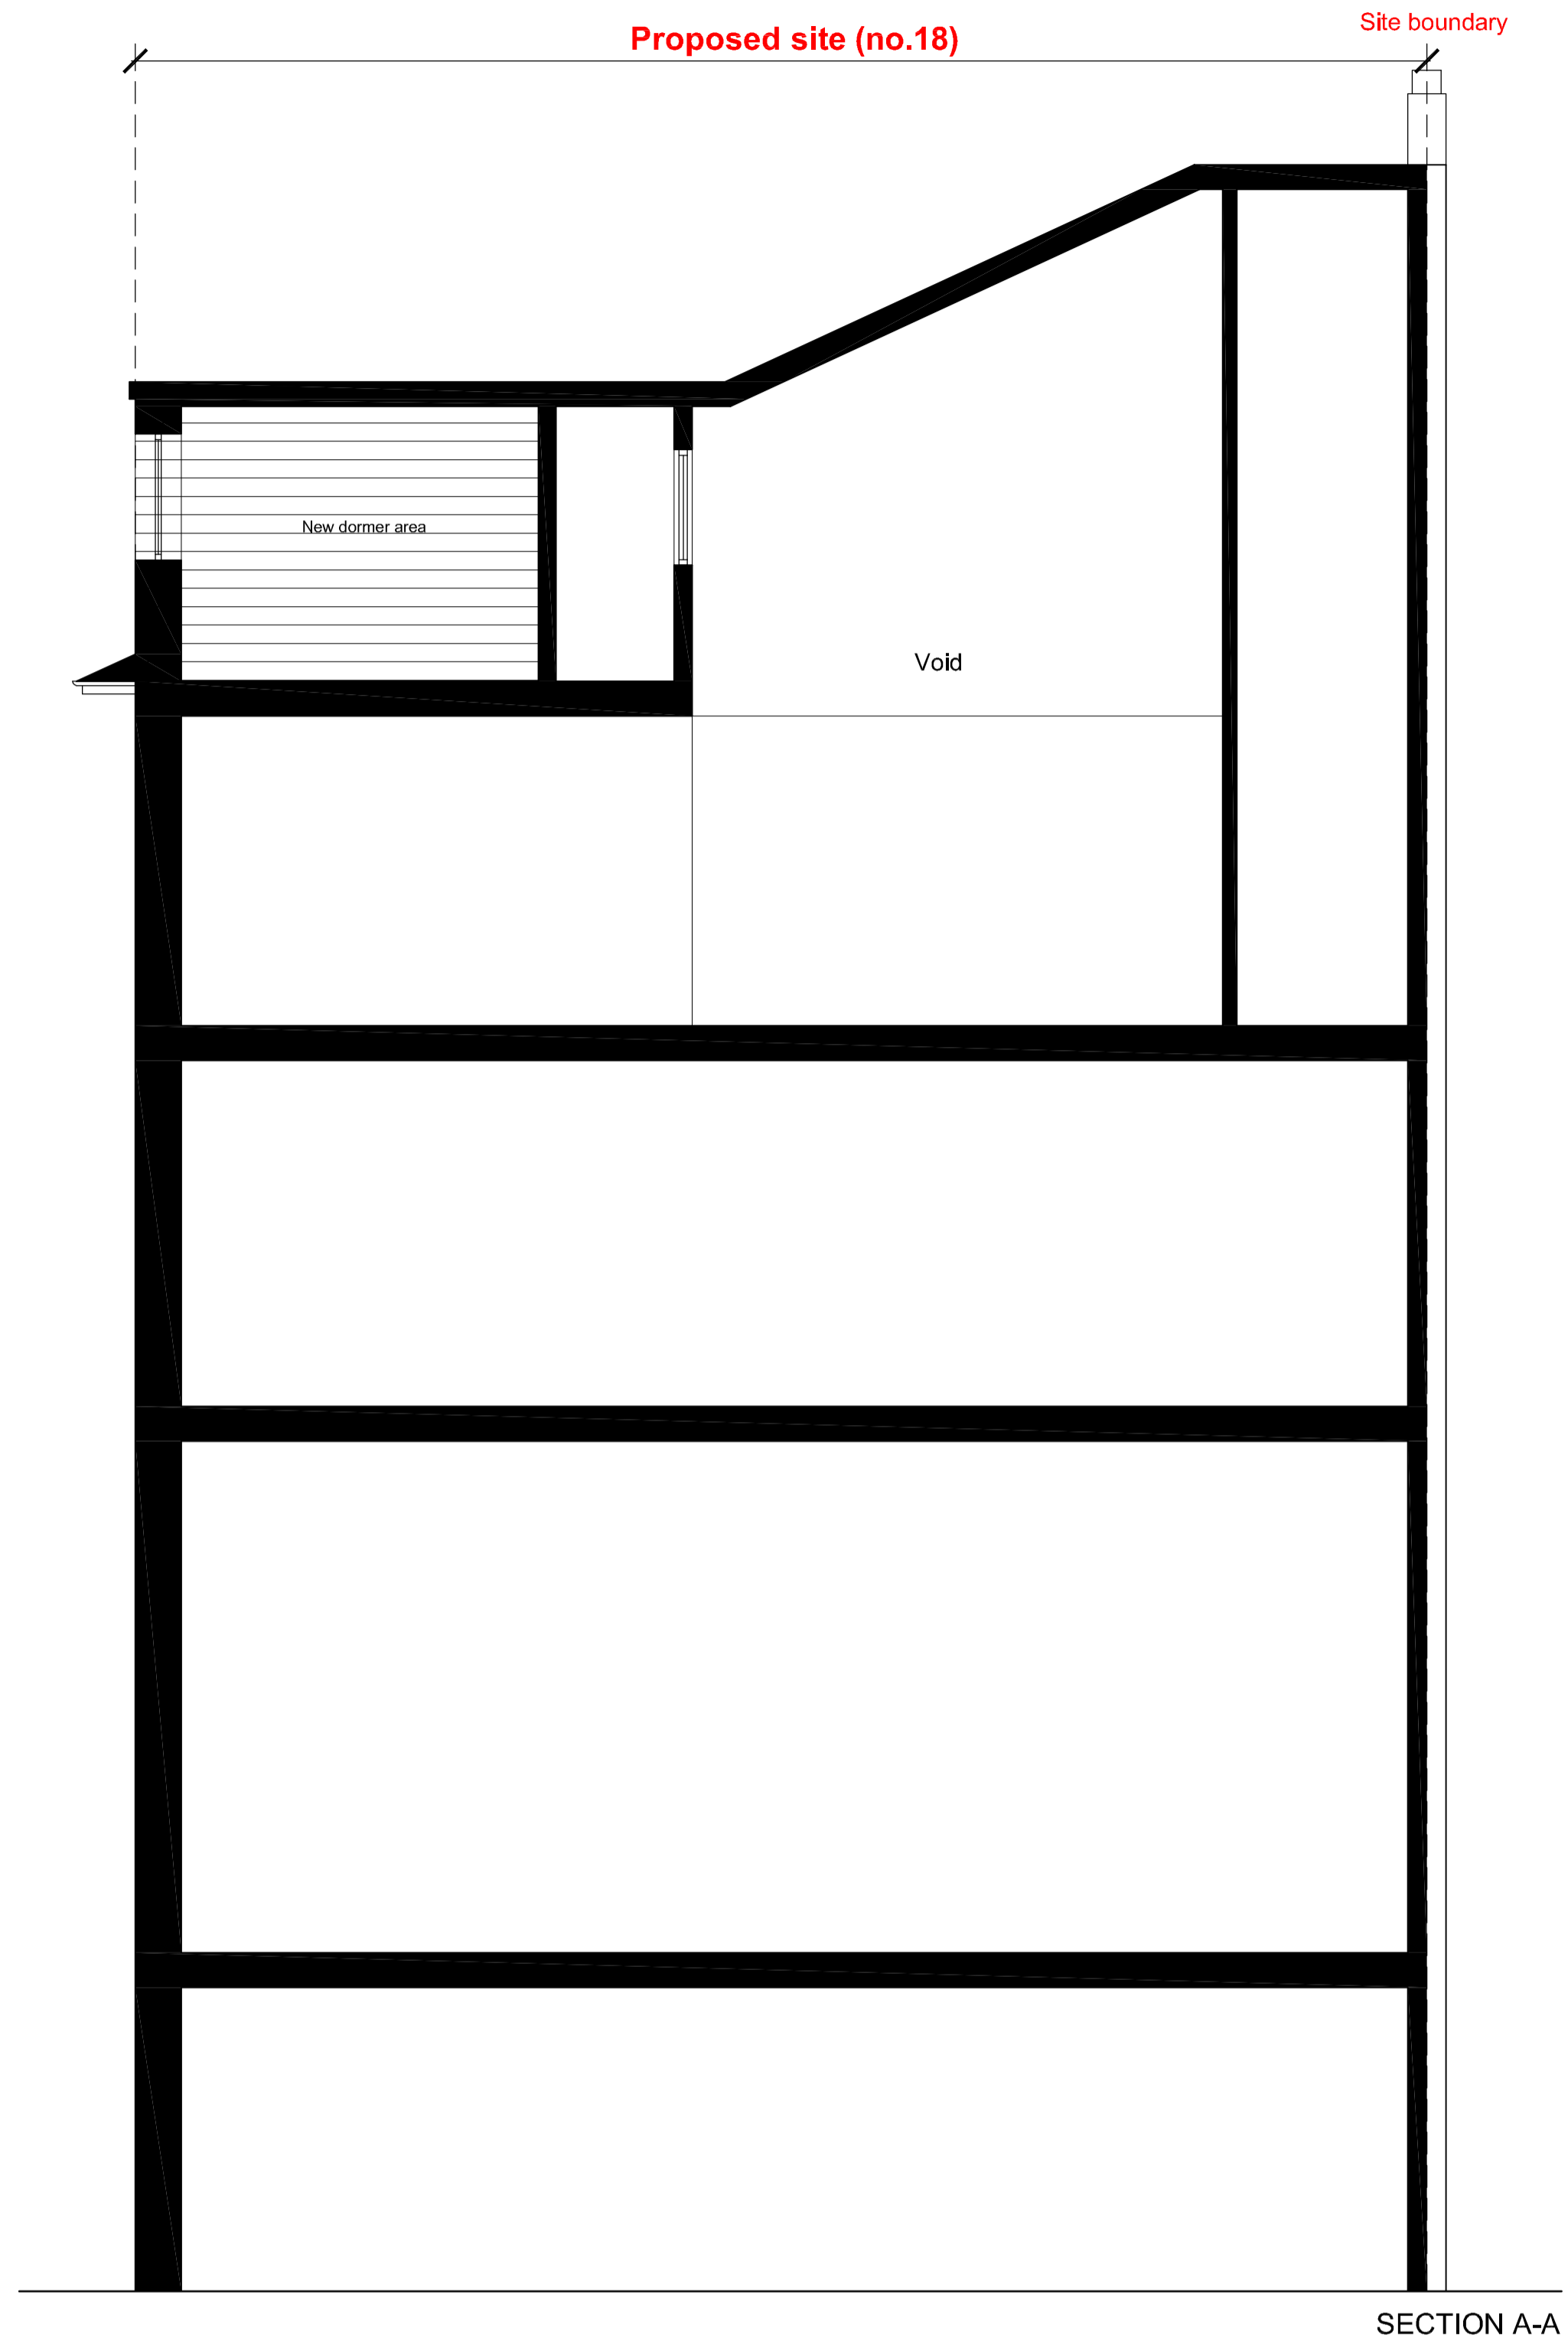 Site boundary
Proposed site (no.18)
New dormer area
Void
SECTION A-A